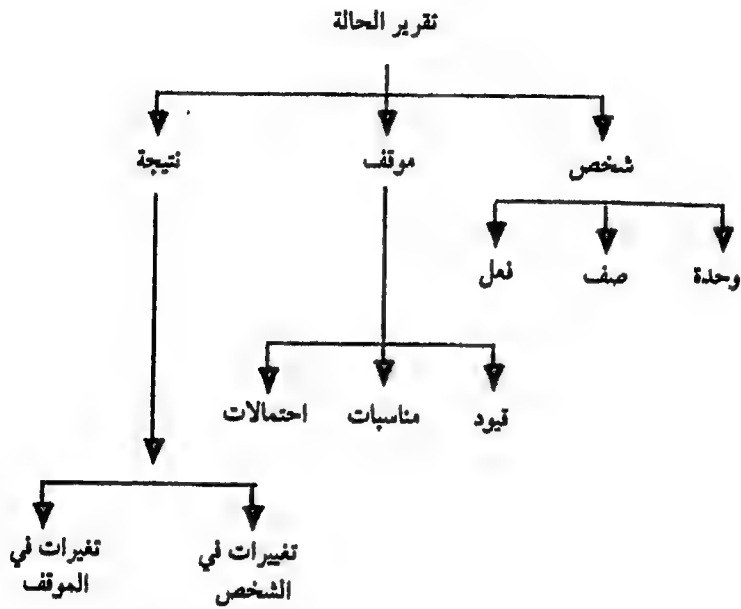 تقرير الحالة
شخص
موقف
نتيجة
وحدة
صف
فعل
قيود
مناسبات
احتمالات
تغييرات في
الشخص
تغيرات في
الموقف